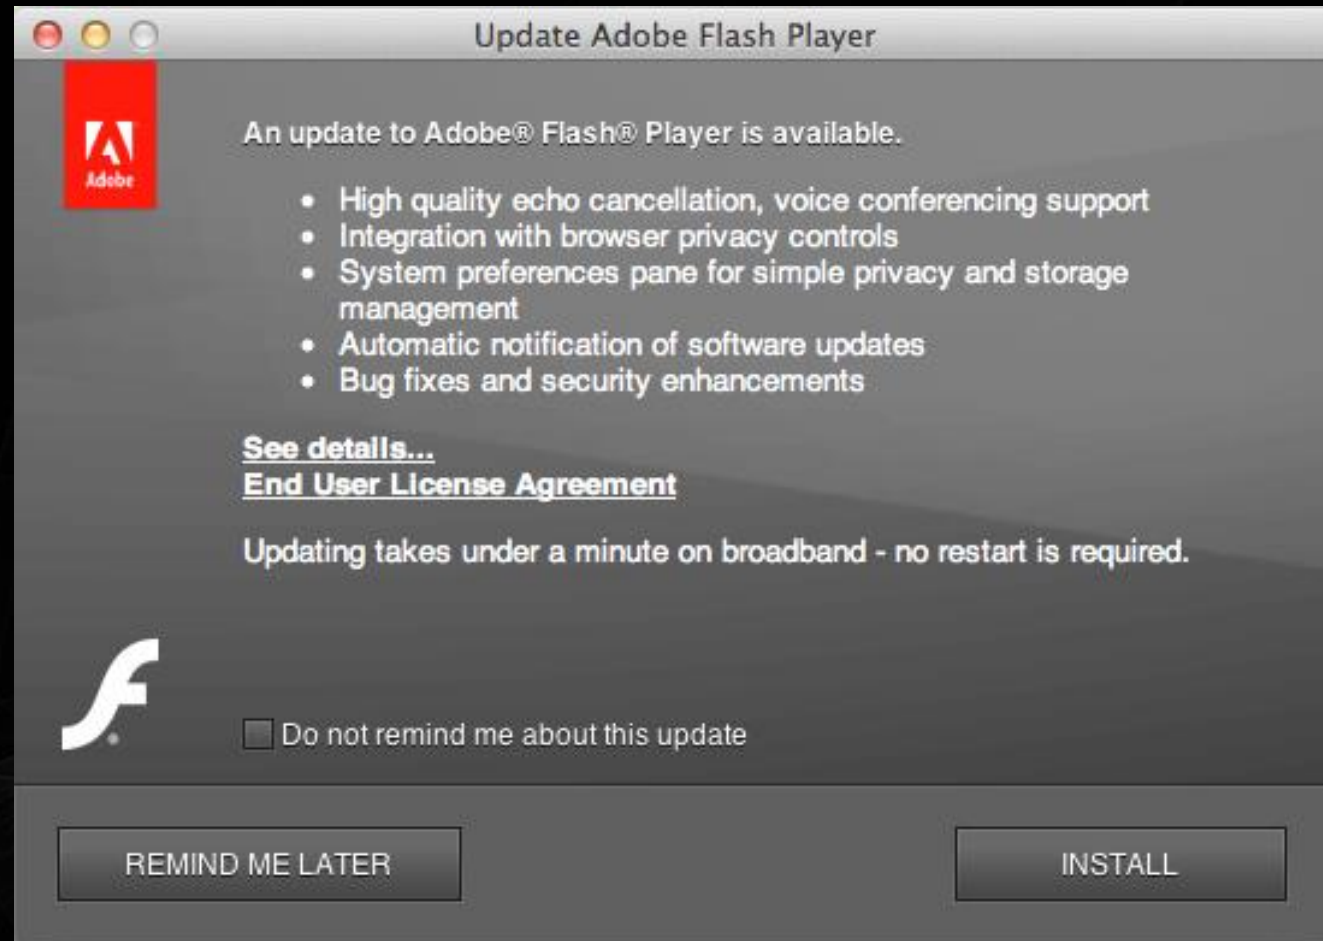 Update Adobe Flash Player
Adobe
An update to Adobe® Flash® Player is available.
• High quality echo cancellation, voice conferencing support
• Integration with browser privacy controls
• System preferences pane for simple privacy and storage
management
• Automatic notification of software updates
• Bug fixes and security enhancements
See details...
End User License Agreement
Updating takes under a minute on broadband - no restart is required.
Do not remind me about this update
REMIND ME LATER
INSTALL